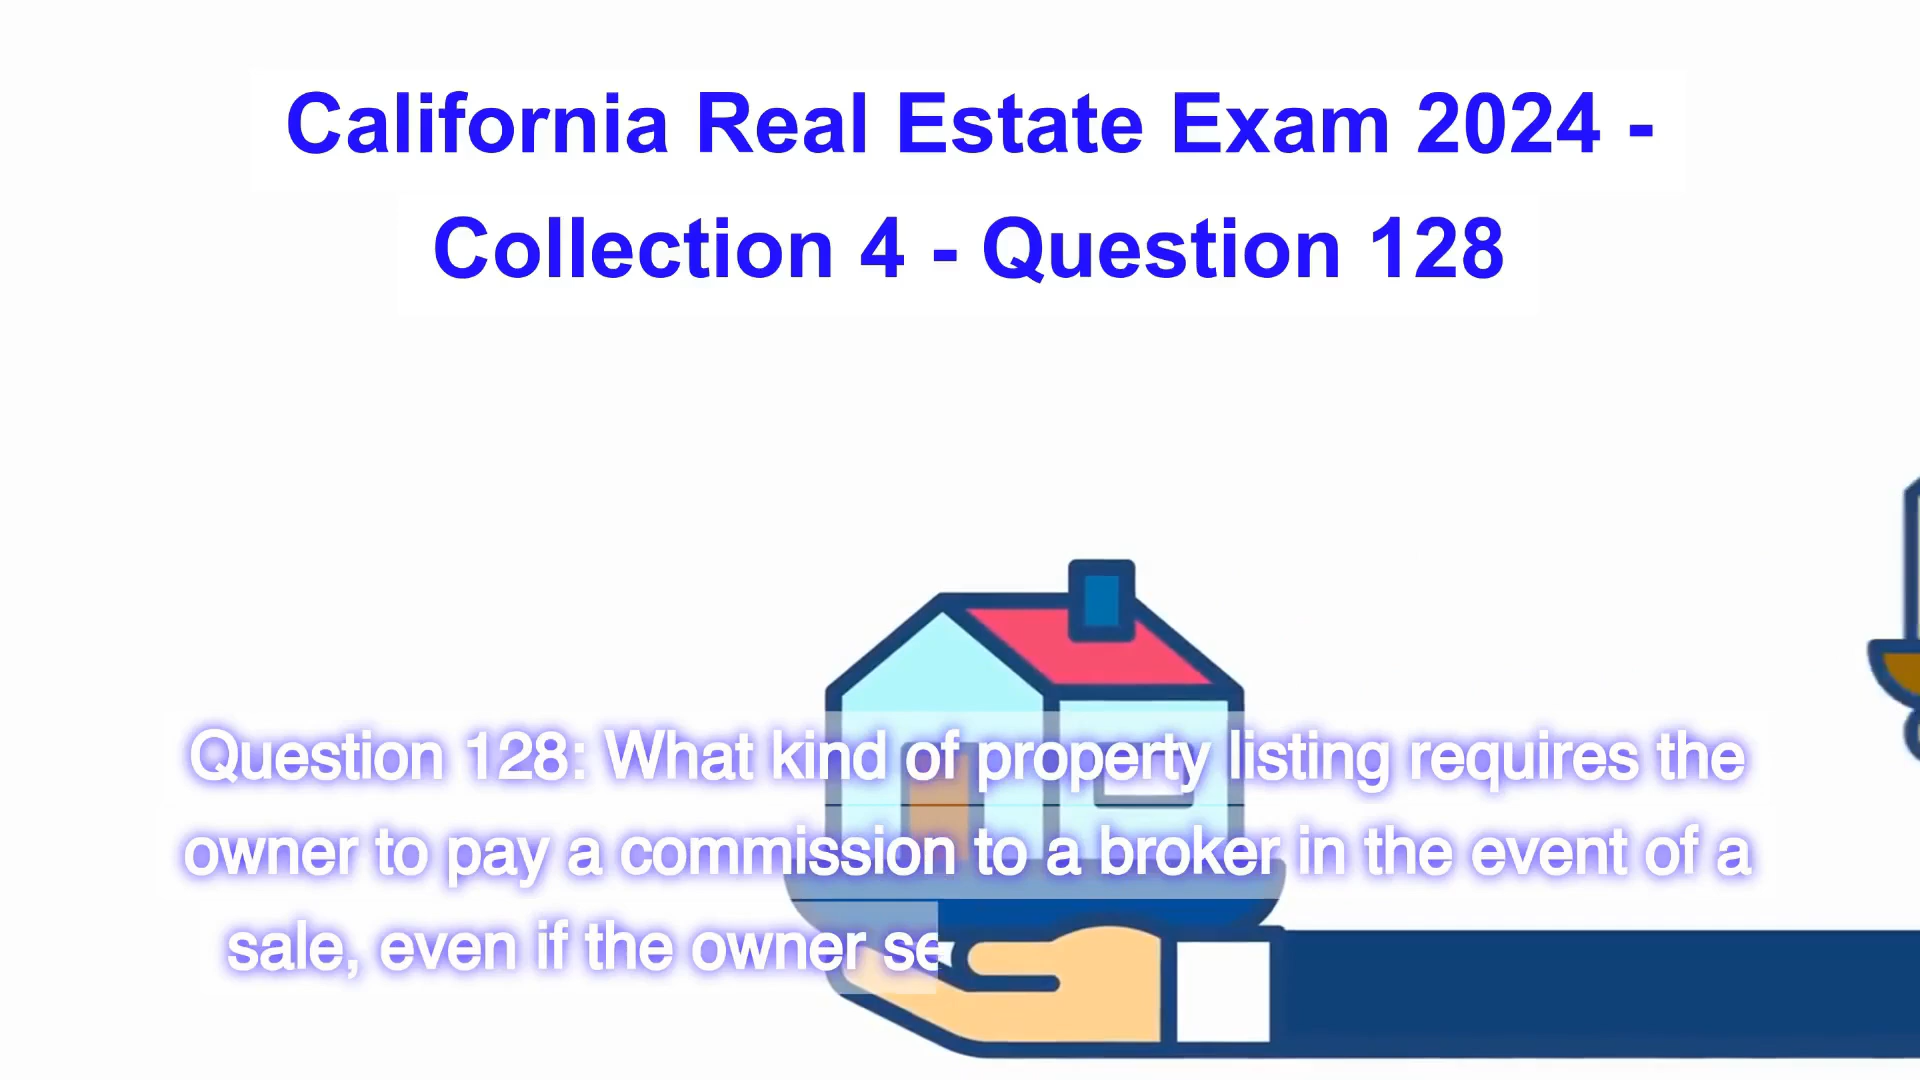 California Real Estate Exam 2024 -
Collection 4 - Question 128
Question 128: What kind of property listing requires the
owner to pay a commission to a broker in the event of a
sale, even if the owner se